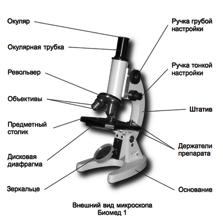 Окуляр
Окулярная трубка
Револьвер
Объективы
Предметный
столик
Дисковая
диафрагма
Зеркальце
Ручка грубой
настройки
Ручка тонкой
настройки
Штатив
Держатели
препарата
Основание
Внешний вид микроскопа
Биомед 1